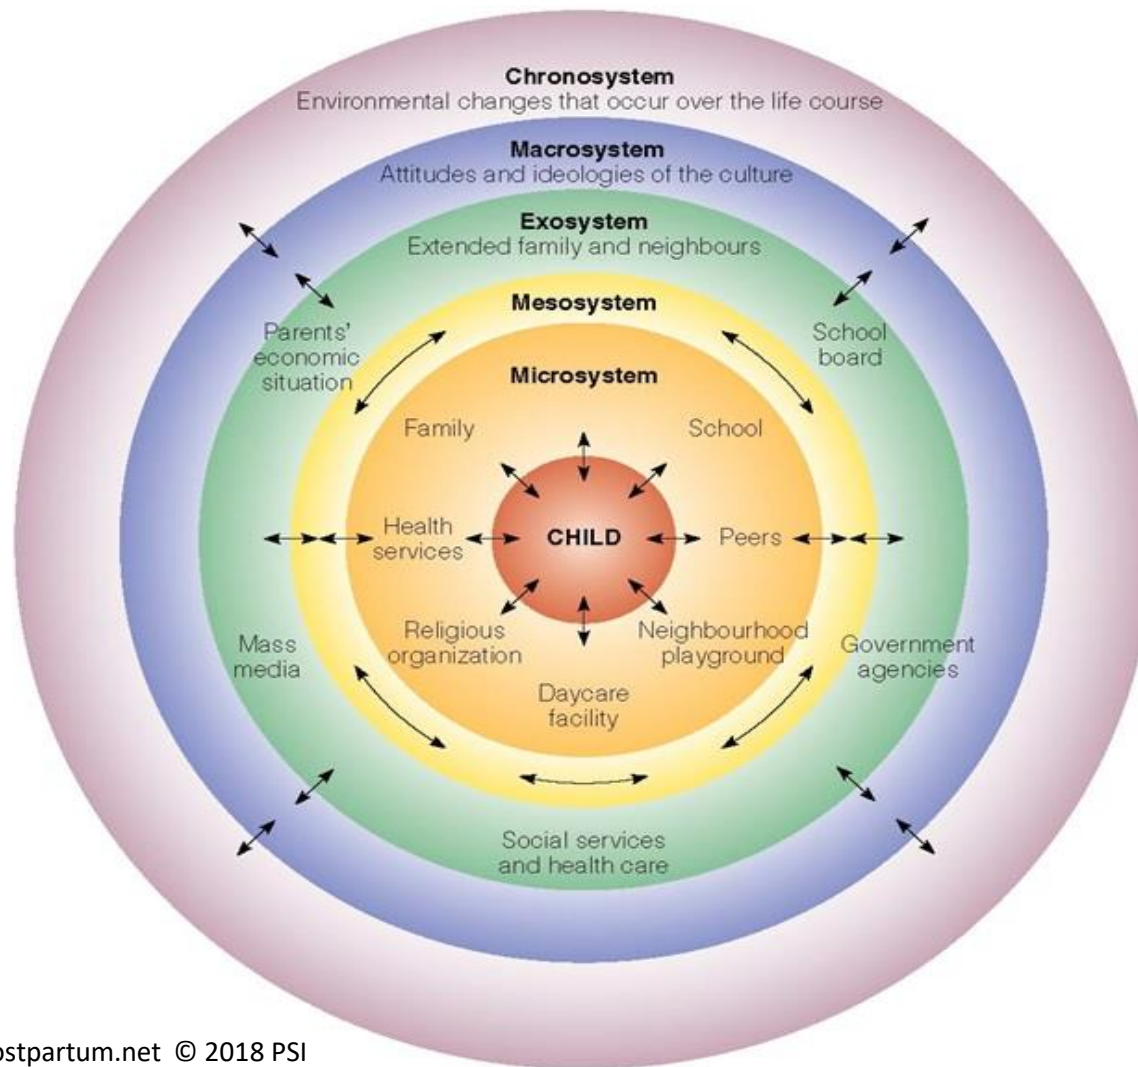 Chronosystem
Environmental changes that occur over the life course
Macrosystem
Attitudes and ideologies of the culture
Exosystem
Extended family and neighbours
Mesosystem
Parents'
economic
situation
School
board
Microsystem
Family
School
Health
services
CHILD
Peers
Religious
organization
Neighbourhood
playground
Mass
media
Government
agencies
Daycare
facility
Social services
and health care
© 2018 PSI